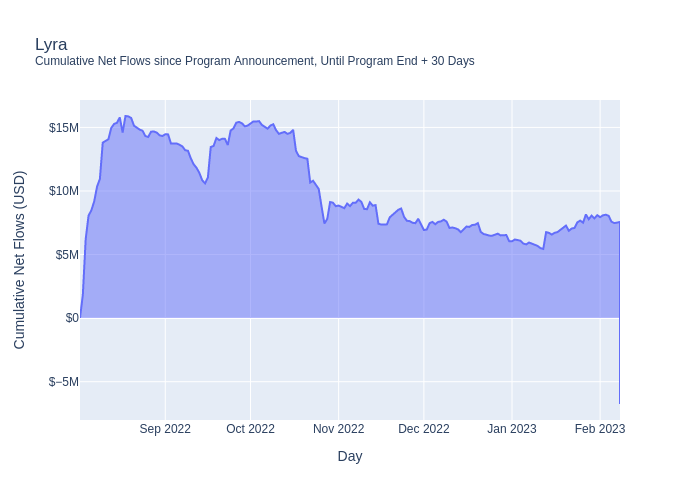 Lyra
Cumulative Net Flows since Program Announcement, Until Program End + 30 Days
Cumulative Net Flows (USD)
$15M
$10M
$5M
$0
$−5M
Sep 2022
Oct 2022
Nov 2022
Dec 2022
Jan 2023
Feb 2023
Day